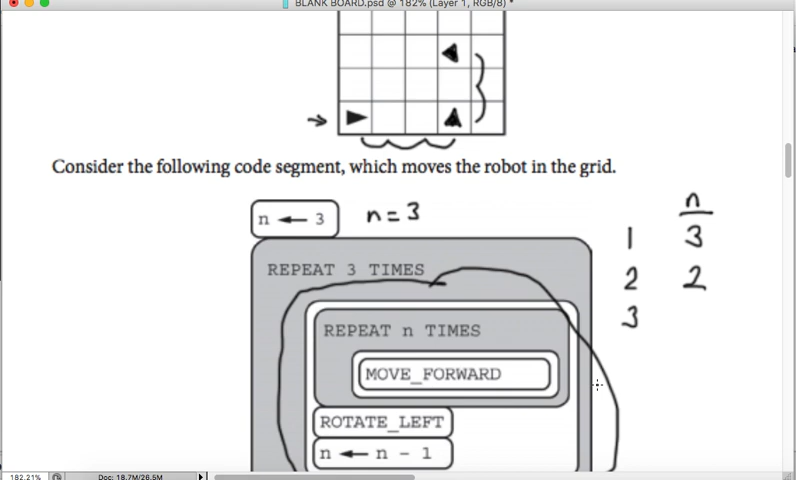 BLANK BOARD.psd @ 182% (Layer 1, RGB/8) *
Consider the following code segment, which moves the robot in the grid.
n ← 3
n = 3
n
REPEAT 3 TIMES
1 3
2 2
3
REPEAT n TIMES
MOVE_FORWARD
ROTATE_LEFT
n ← n - 1
182.21%
Doc: 18.7M/26.5M